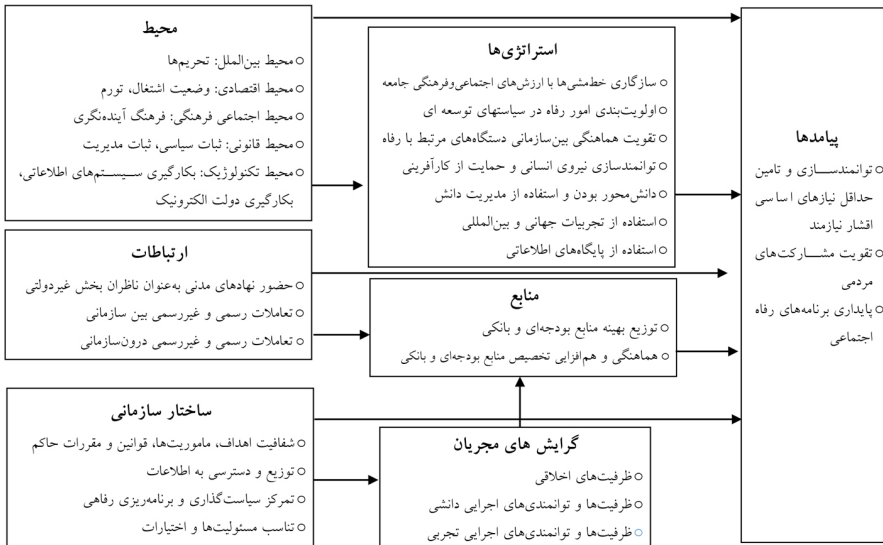 محیط
○محیط بین‌الملل: تحریم‌ها
○محیط اقتصادی: وضعیت اشتغال، تورم
○محیط اجتماعی فرهنگی: فرهنگ آینده‌نگری
○محیط قانونی: ثبات سیاسی، ثبات مدیریت
○محیط تکنولوژیک: بکارگیری سیستم‌های اطلاعاتی،
بکارگیری دولت الکترونیک
استراتژی‌ها
○ سازگاری خط‌مشی‌ها با ارزش‌های اجتماعی‌وفرهنگی جامعه
○اولویت‌بندی امور رفاه در سیاستهای توسعه ای
○تقویت هماهنگی بین‌سازمانی دستگاه‌های مرتبط با رفاه
○توانمندسازی نیروی انسانی و حمایت از کارآفرینی
○دانش‌محور بودن و استفاده از مدیریت دانش
○استفاده از تجربیات جهانی و بین‌المللی
○استفاده از پایگاه‌های اطلاعاتی
پیامدها
○توانمندسازی و تامین
حداقل نیازهای اساسی
اقشار نیازمند
○تقویت مشارکت‌های
مردمی
○پایداری برنامه‌های رفاه
اجتماعی
ارتباطات
○حضور نهادهای مدنی به‌عنوان ناظران بخش غیردولتی
○ تعاملات رسمی و غیررسمی بین سازمانی
○ تعاملات رسمی و غیررسمی درون‌سازمانی
منابع
○ توزیع بهینه منابع بودجه‌ای و بانکی
○ هماهنگی و هم‌افزایی تخصیص منابع بودجه‌ای و بانکی
ساختار سازمانی
○شفافیت اهداف، ماموریت‌ها، قوانین و مقررات حاکم
○توزیع و دسترسی به اطلاعات
○تمرکز سیاست‌گذاری و برنامه‌ریزی رفاهی
○تناسب مسئولیت‌ها و اختیارات
گرایش های مجریان
○ظرفیت‌های اخلاقی
○ظرفیت‌ها و توانمندی‌های اجرایی دانشی
○ظرفیت‌ها و توانمندی‌های اجرایی تجربی